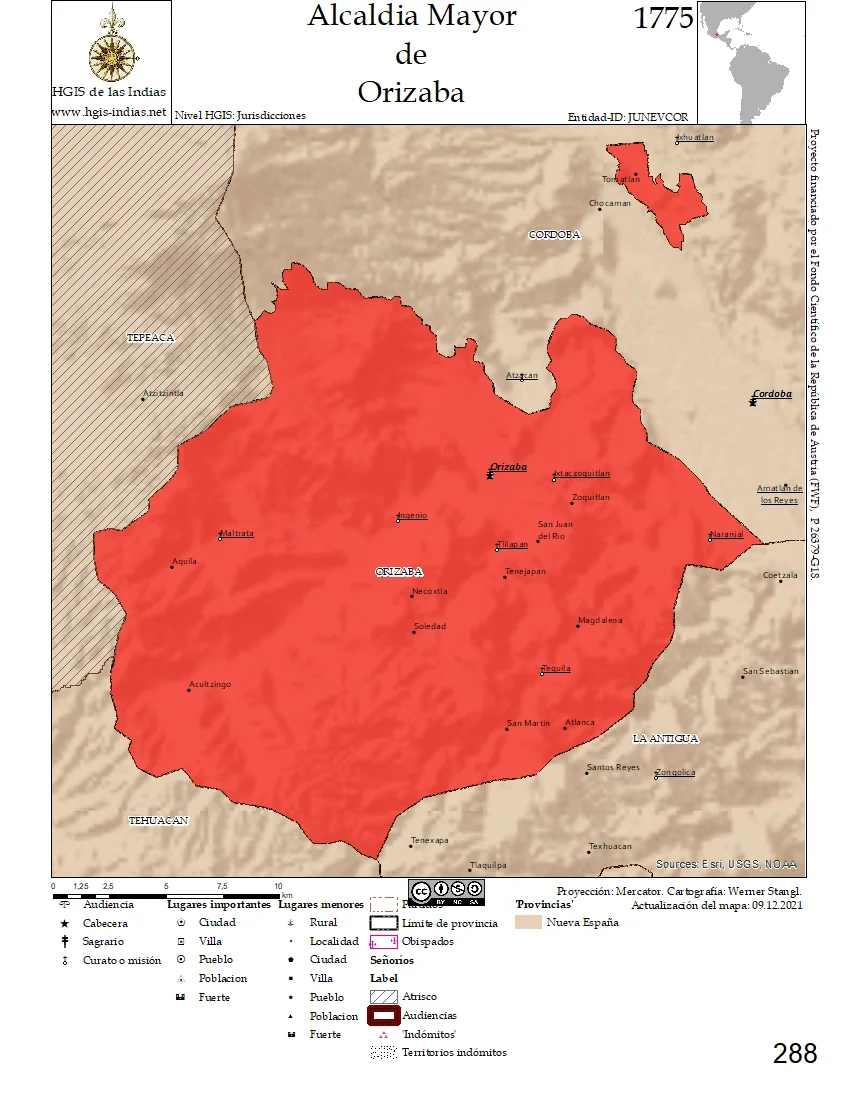 Alcaldia Mayor
de
Orizaba
1775
HGIS de las Indias
www.hgis-indias.net
Nivel HGIS: Jurisdicciones
Entidad-ID: JUNEVCOR
Proyecto financiado por el Fondo Científico de la República de Austria (FWF), P 26379-G18.
Ixhuatlan
Tomatlan
Chocaman
CORDOBA
TEPEACA
Atzitzintla
Atzacan
Cordoba
Orizaba
Ixtaczoquitlan
Amatlan de
los Reyes
Zoquitlan
Ingenio
San Juan
del Rio
Maltrata
Naranjal
Tlilapan
Aquila
ORIZABA
Tenejapan
Coetzala
Necoxtla
Soledad
Magdalena
Tequila
San Sebastian
Acultzingo
San Martin
Atlanca
LA ANTIGUA
Santos Reyes
Zongolica
TEHUACAN
Tenexapa
Texhuacan
Tlaquilpa
Sources: Esri, USGS, NOAA
0 1,25 2,5 5 7,5 10
km
CC BY NC SA
Proyección: Mercator. Cartografía: Werner Stangl.
Actualización del mapa: 09.12.2021
Audiencia
Cabecera
Sagrario
Curato o misión
Lugares importantes
Ciudad
Villa
Pueblo
Poblacion
Fuerte
Lugares menores
Rural
Localidad
Ciudad
Villa
Pueblo
Poblacion
Fuerte
Partidos
Límite de provincia
Obispados
Señoríos
Label
Atrisco
Audiencias
'Indómitos'
Territorios indómitos
'Provincias'
Nueva España
288